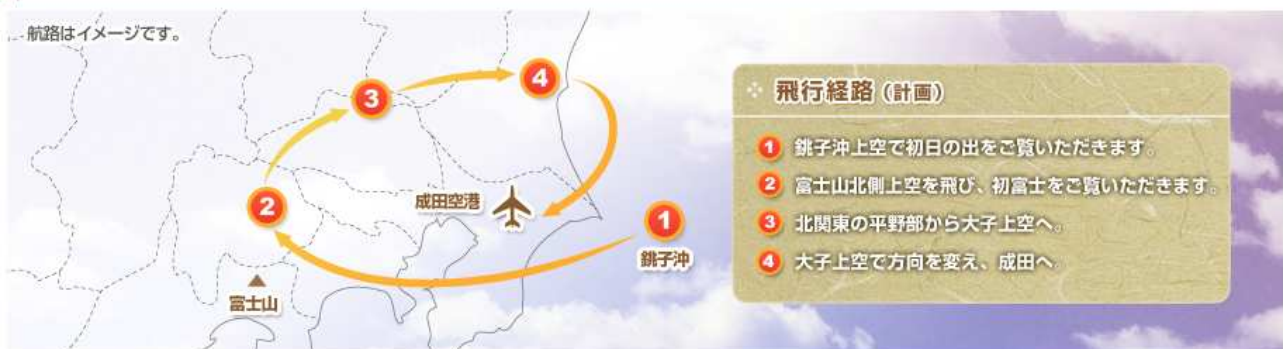 航路はイメージです。
4
3
2
成田空港
1
銚子沖
富士山
飛行経路(計画)
1 銚子沖上空で初日の出をご覧いただきます。
2 富士山北側上空を飛び、初富士をご覧いただきます。
3 北関東の平野部から大子上空へ。
4 大子上空で方向を変え、成田へ